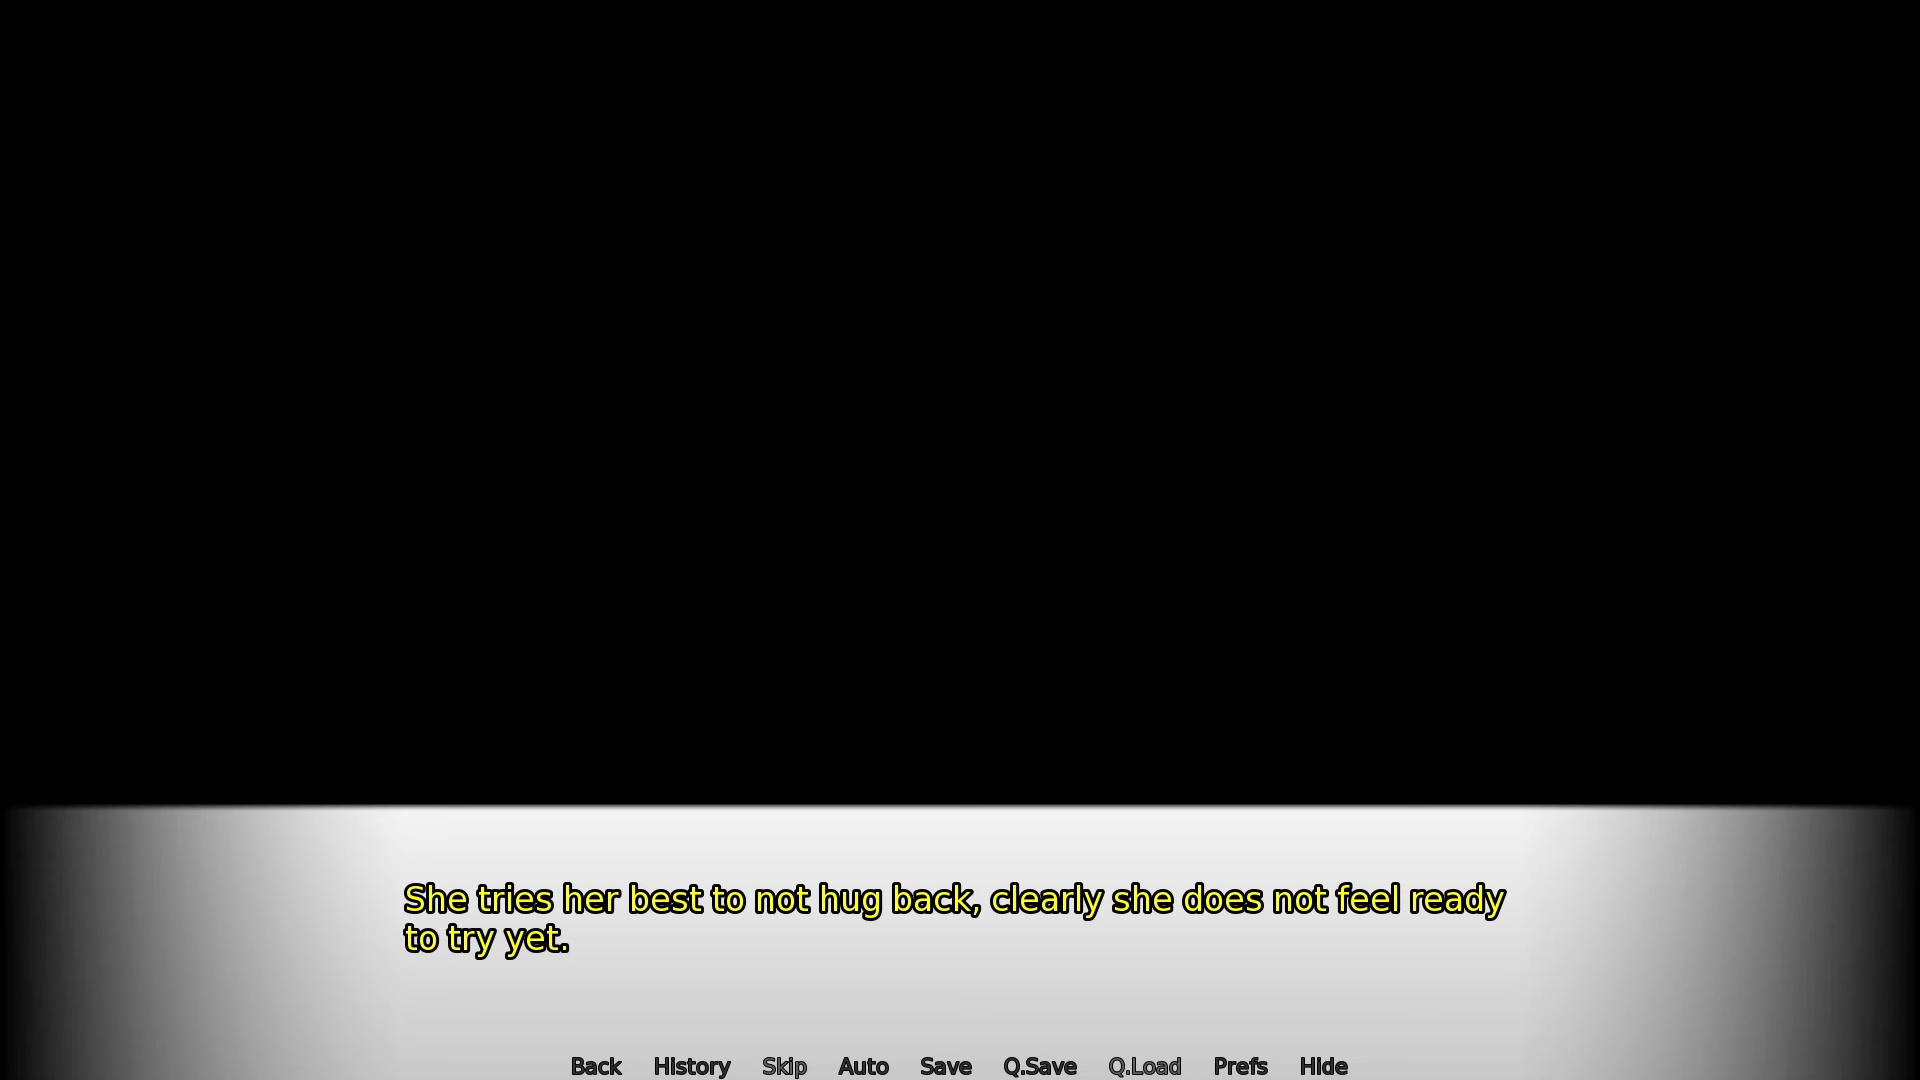 She tries her best to not hug back, clearly she does not feel ready
to try yet.
Back History Skip Auto Save Q.Save Q.Load Prefs Hide